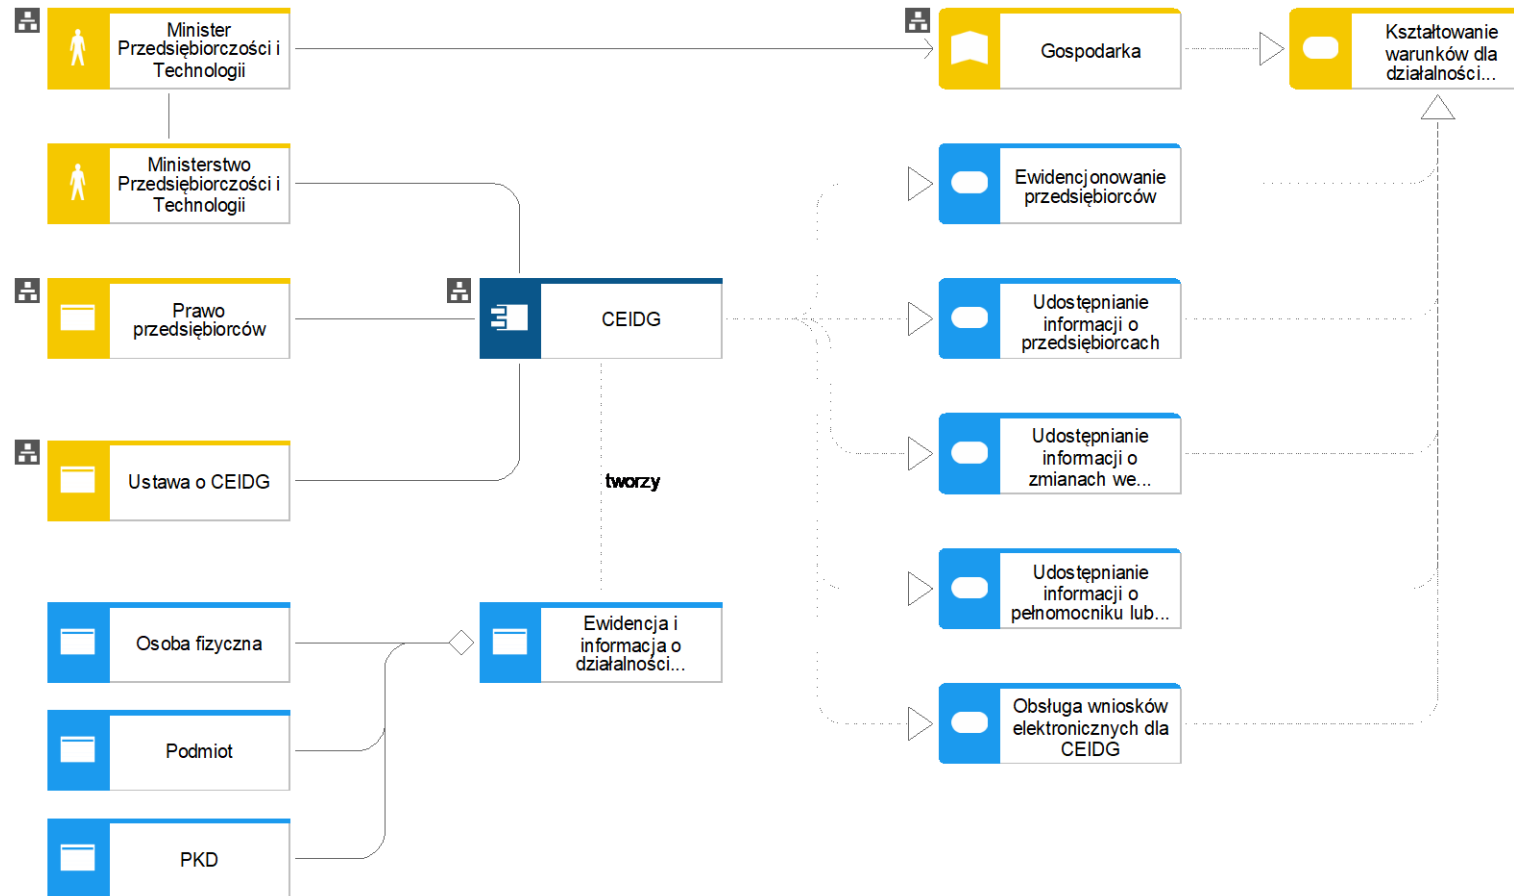 Minister
Przedsiębiorczości i
Technologii
Gospodarka
Kształtowanie
warunków dla
działalności...
Ministerstwo
Przedsiębiorczości i
Technologii
Ewidencjonowanie
przedsiębiorców
Prawo
przedsiębiorców
CEIDG
Udostępnianie
informacji o
przedsiębiorcach
Ustawa o CEIDG
tworzy
Udostępnianie
informacji o
zmianach we...
Osoba fizyczna
Ewidencja i
informacja o
działalności...
Udostępnianie
informacji o
pełnomocniku lub...
Podmiot
Obsługa wniosków
elektronicznych dla
CEIDG
PKD